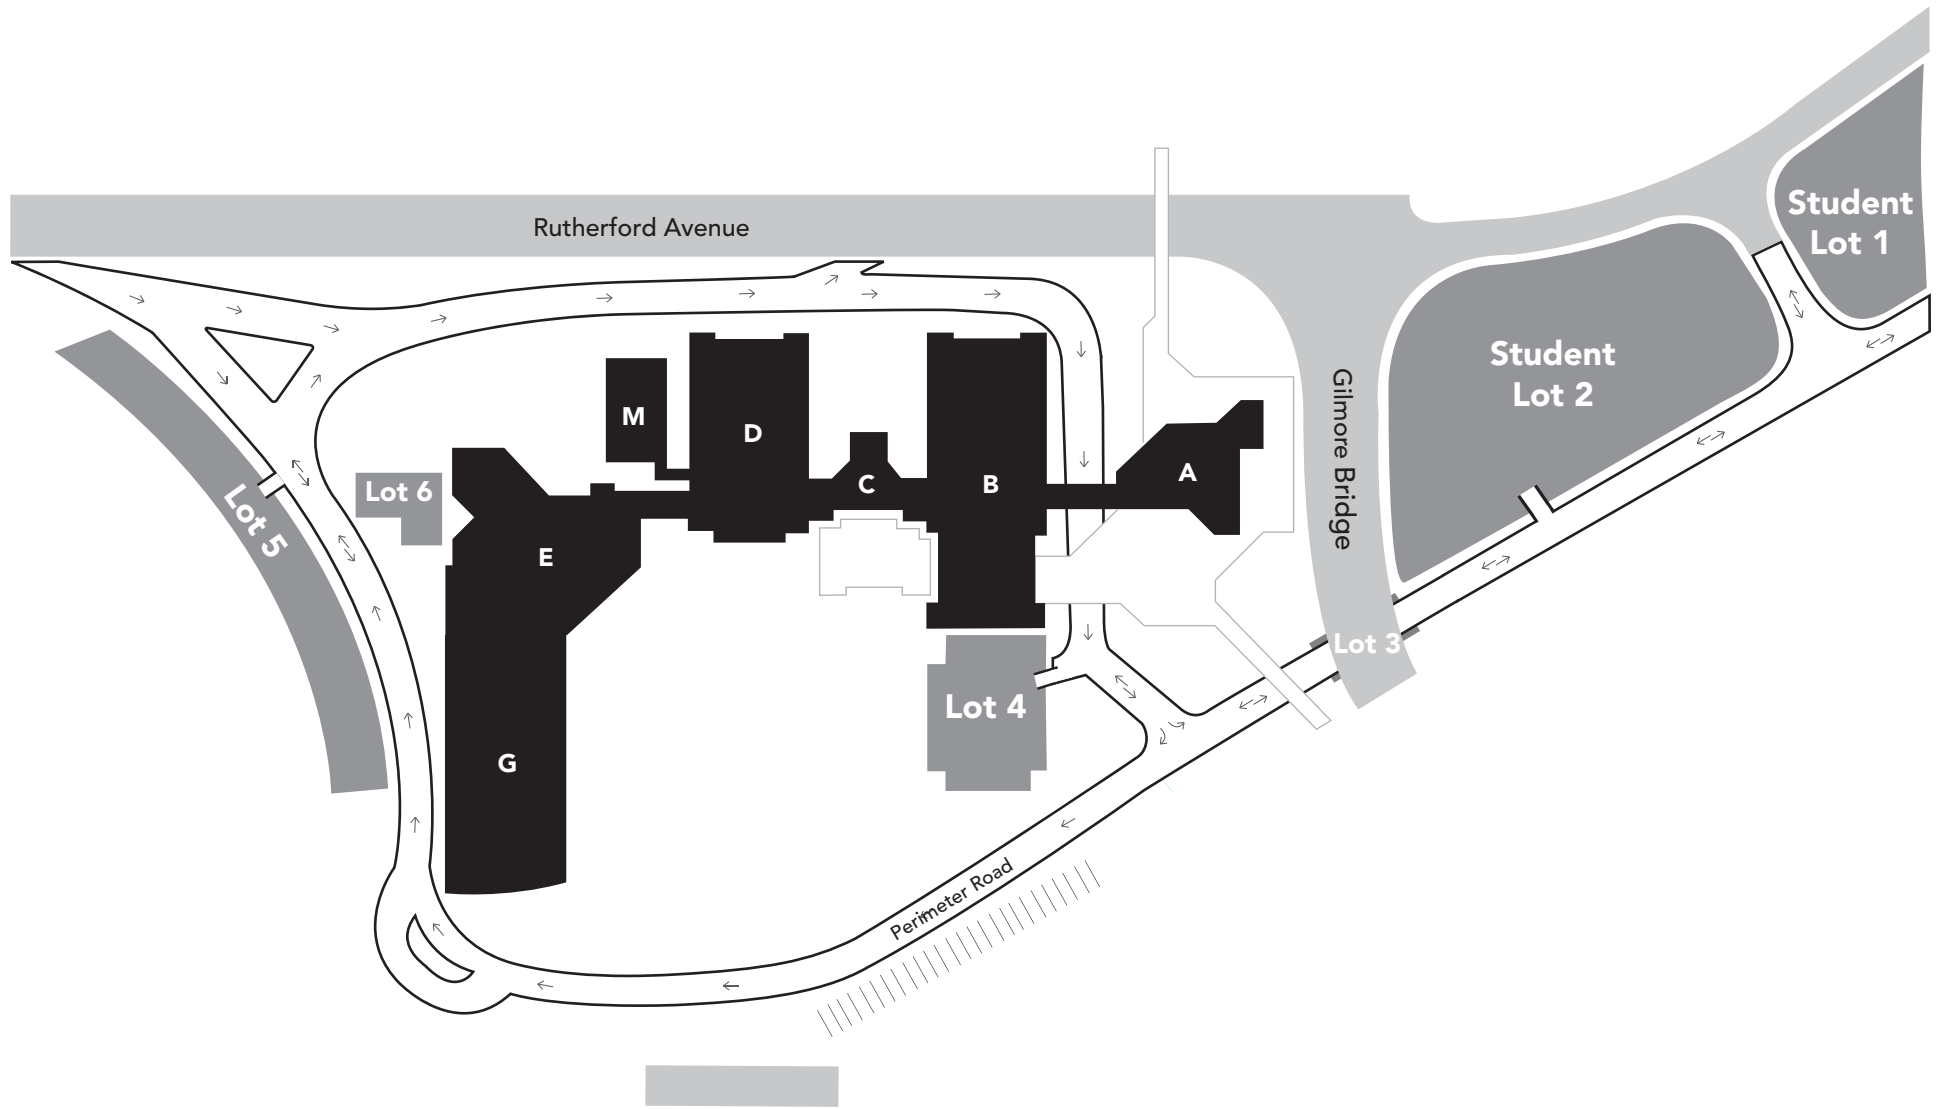 Student
Lot 1
Rutherford Avenue
Student
Lot 2
Gilmore Bridge
M
D
A
C
B
Lot 6
Lot 5
E
Lot 3
Lot 4
G
Perimeter Road